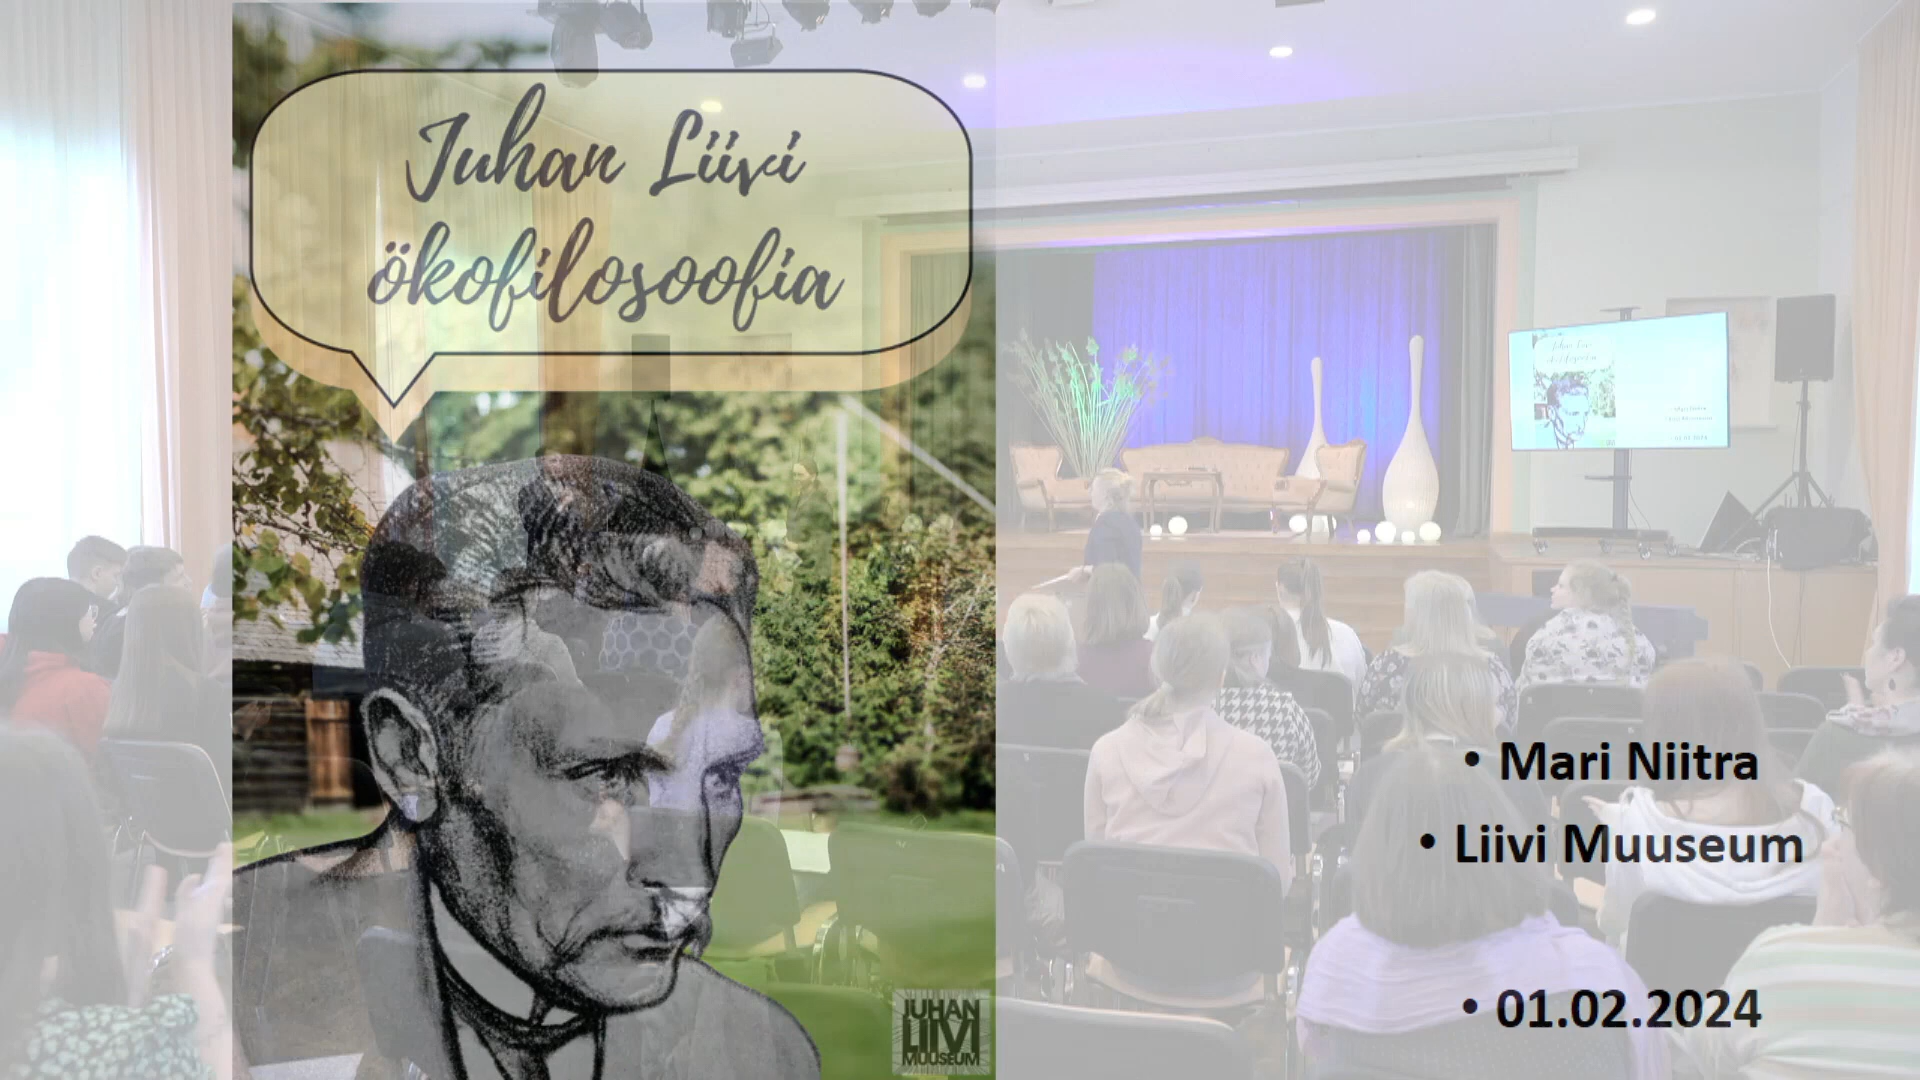 Juhan Liivi
ökofilosoofia
• Mari Niitra
• Liivi Muuseum
• 01.02.2024
JUHAN
LIIVI
MUUSEUM